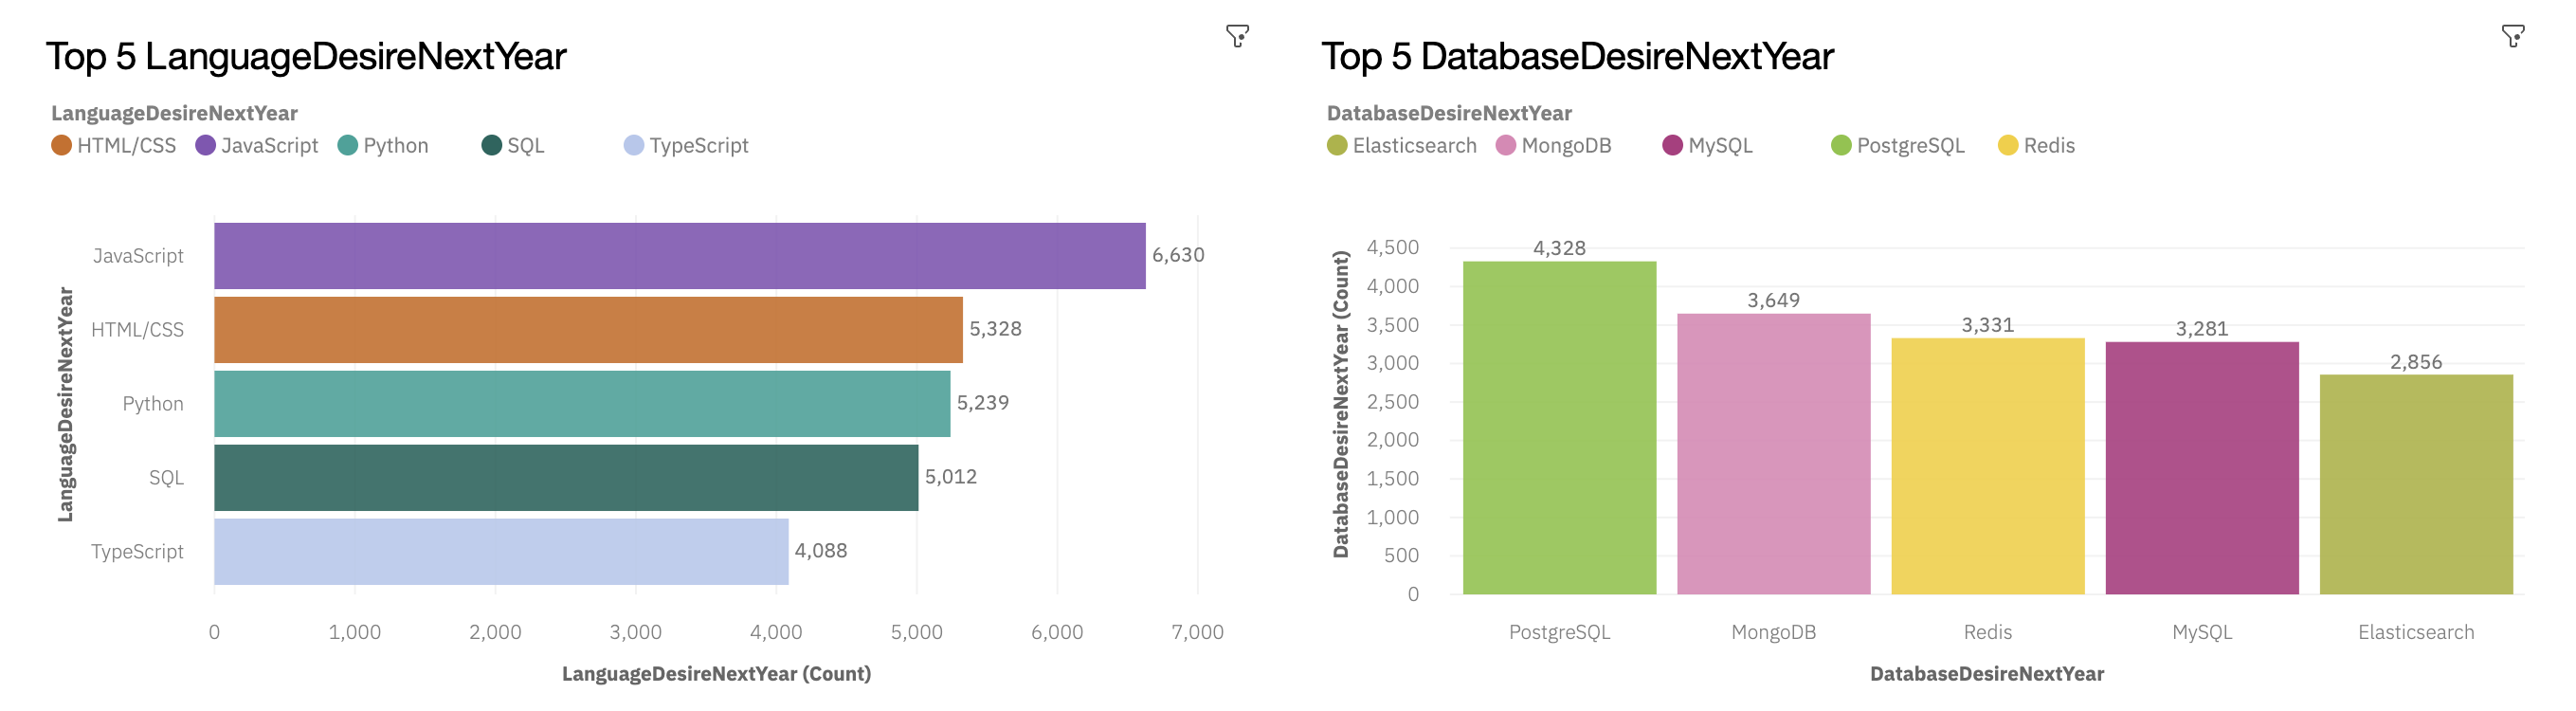 Top 5 LanguageDesireNextYear
LanguageDesireNextYear
HTML/CSS JavaScript Python SQL TypeScript
LanguageDesireNextYear
JavaScript 6,630
HTML/CSS 5,328
Python 5,239
SQL 5,012
TypeScript 4,088
0 1,000 2,000 3,000 4,000 5,000 6,000 7,000
LanguageDesireNextYear (Count)
Top 5 DatabaseDesireNextYear
DatabaseDesireNextYear
Elasticsearch MongoDB MySQL PostgreSQL Redis
DatabaseDesireNextYear (Count)
4,500
4,000
3,500
3,000
2,500
2,000
1,500
1,000
500
0
4,328
3,649
3,331
3,281
2,856
PostgreSQL MongoDB Redis MySQL Elasticsearch
DatabaseDesireNextYear